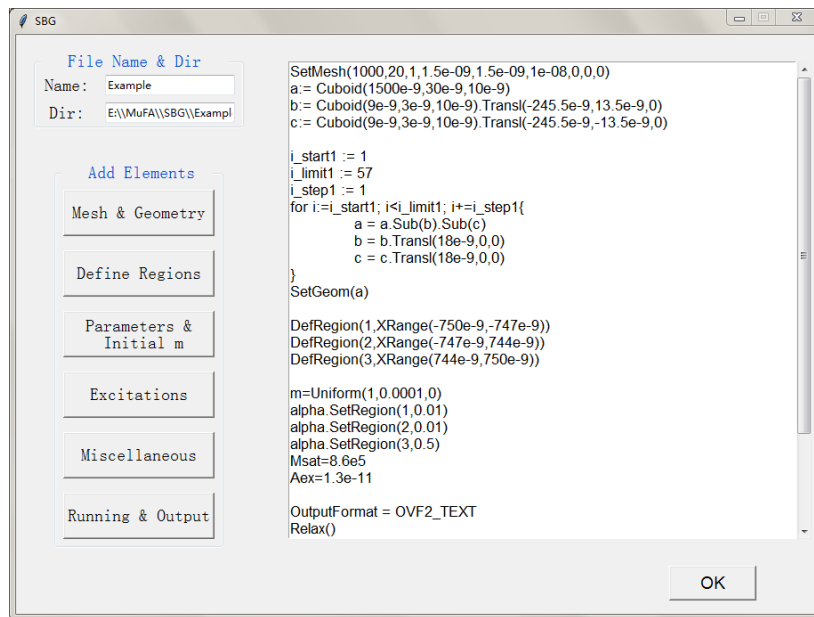 SBG
File Name & Dir
Name: Example
Dir: E:\\MuFA\\SBG\\Exampl
Add Elements
Mesh & Geometry
Define Regions
Parameters &
Initial m
Excitations
Miscellaneous
Running & Output
SetMesh(1000,20,1,1.5e-09,1.5e-09,1e-08,0,0,0)
a:= Cuboid(1500e-9,30e-9,10e-9)
b:= Cuboid(9e-9,3e-9,10e-9).Transl(-245.5e-9,13.5e-9,0)
c:= Cuboid(9e-9,3e-9,10e-9).Transl(-245.5e-9,-13.5e-9,0)
i_start1 := 1
i_limit1 := 57
i_step1 := 1
for i:=i_start1; i<i_limit1; i+=i_step1{
a = a.Sub(b).Sub(c)
b = b.Transl(18e-9,0,0)
c = c.Transl(18e-9,0,0)
}
SetGeom(a)
DefRegion(1,XRange(-750e-9,-747e-9))
DefRegion(2,XRange(-747e-9,744e-9))
DefRegion(3,XRange(744e-9,750e-9))
m=Uniform(1,0.0001,0)
alpha.SetRegion(1,0.01)
alpha.SetRegion(2,0.01)
alpha.SetRegion(3,0.5)
Msat=8.6e5
Aex=1.3e-11
OutputFormat = OVF2_TEXT
Relax()
OK